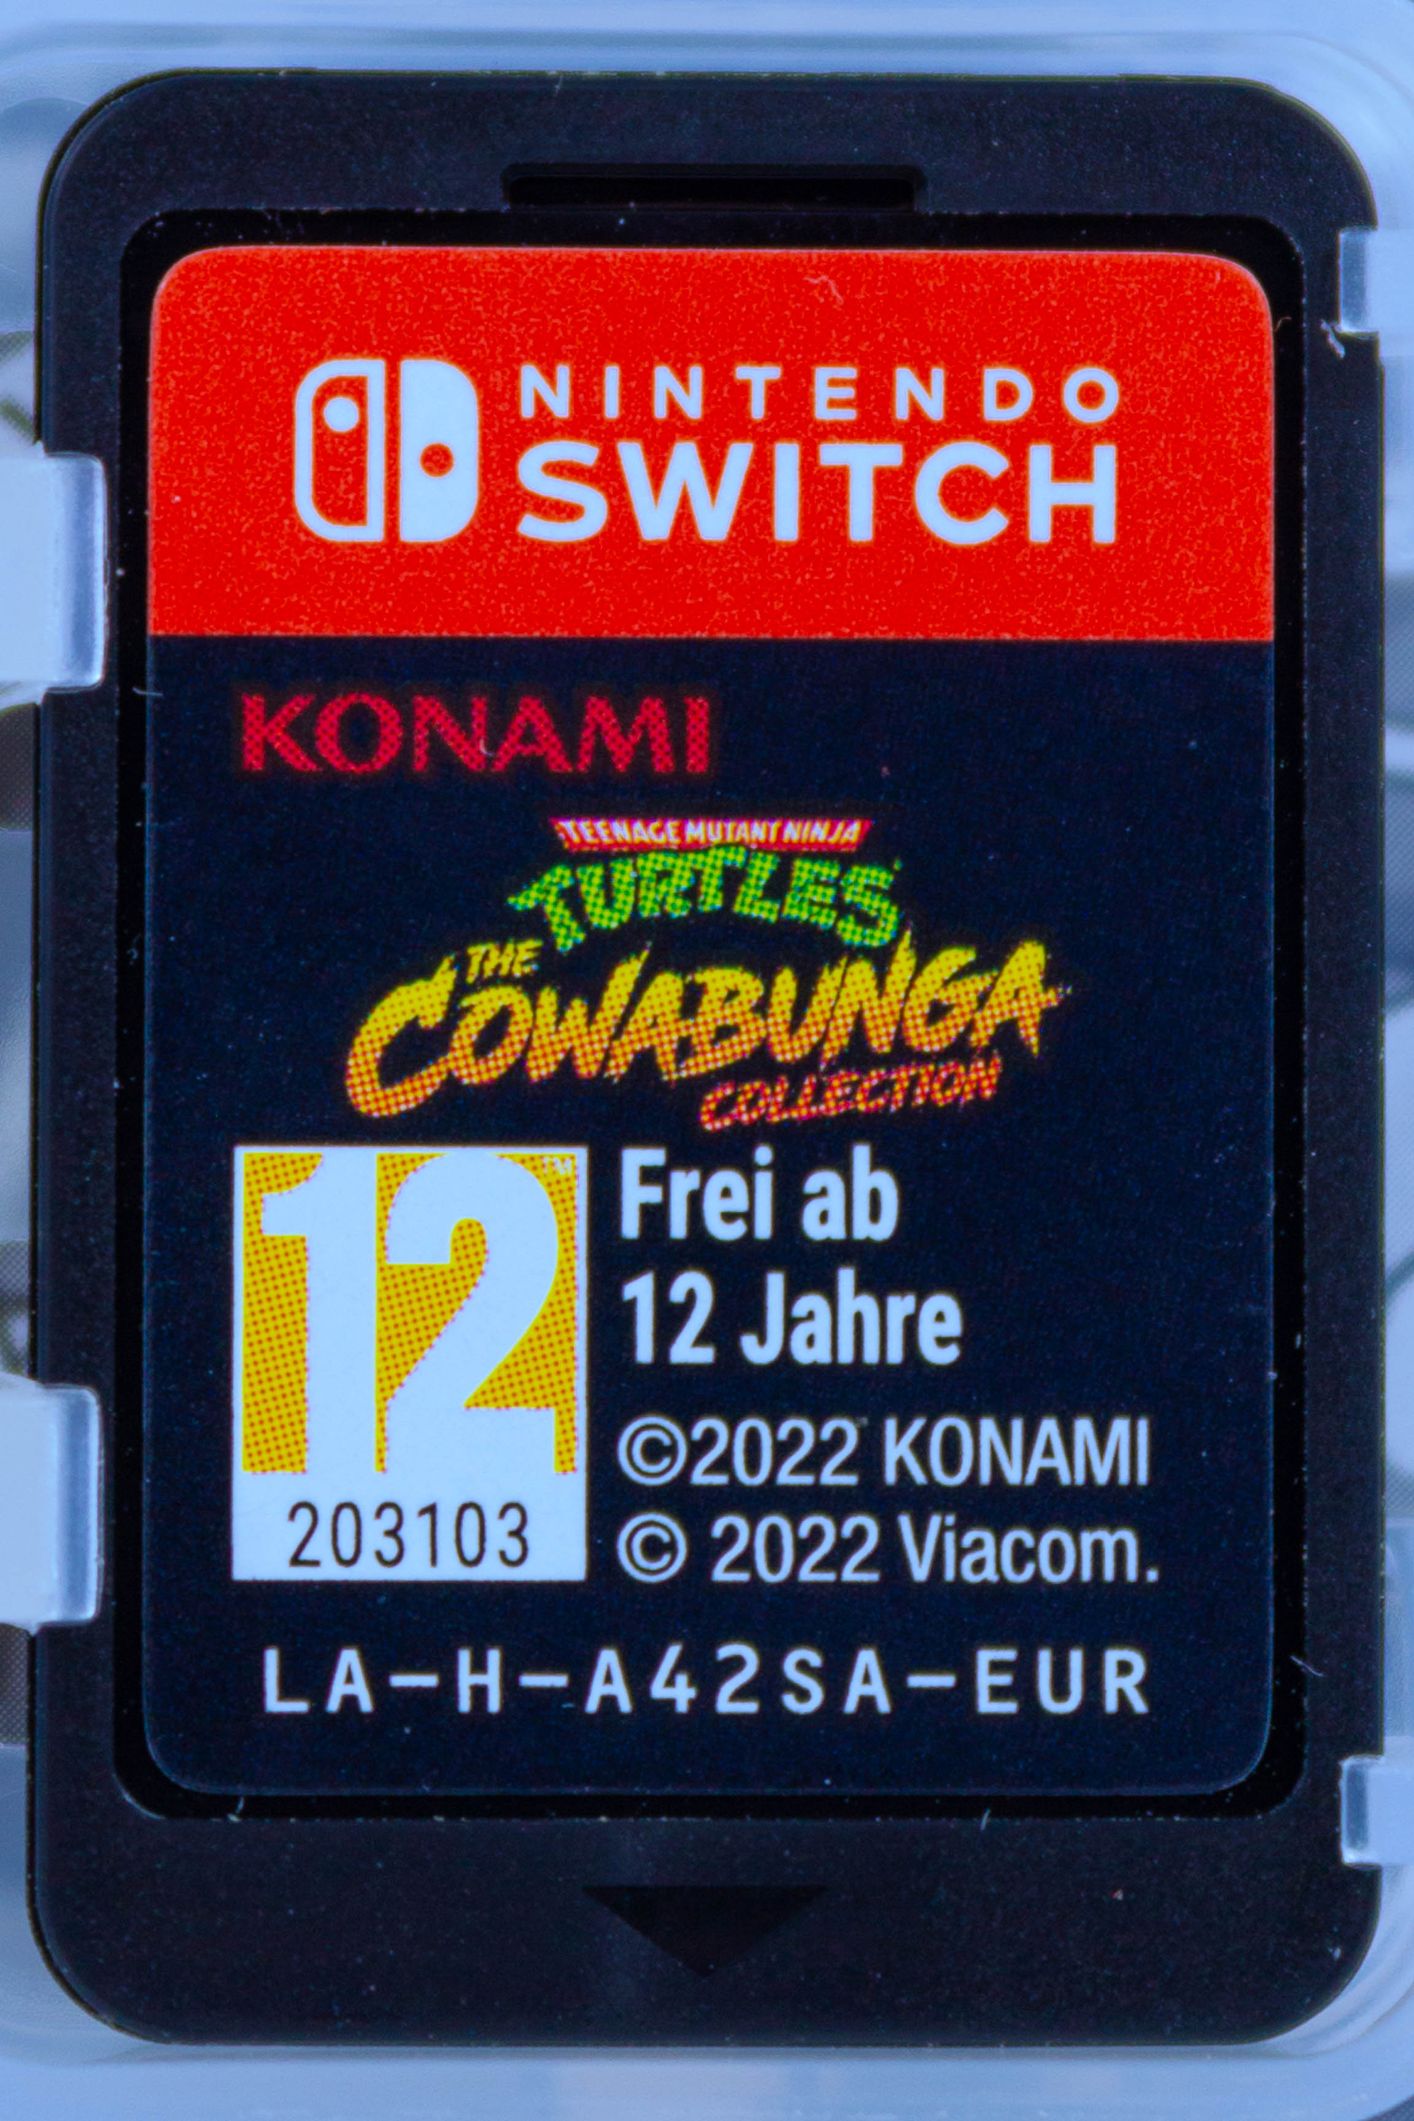 NINTENDO
SWITCH
KONAMI
TEENAGE MUTANT NINJA
TURTLES
THE
COWABUNGA
COLLECTION
12™
203103
Frei ab
12 Jahre
©2022 KONAMI
© 2022 Viacom.
LA-H-A42SA-EUR